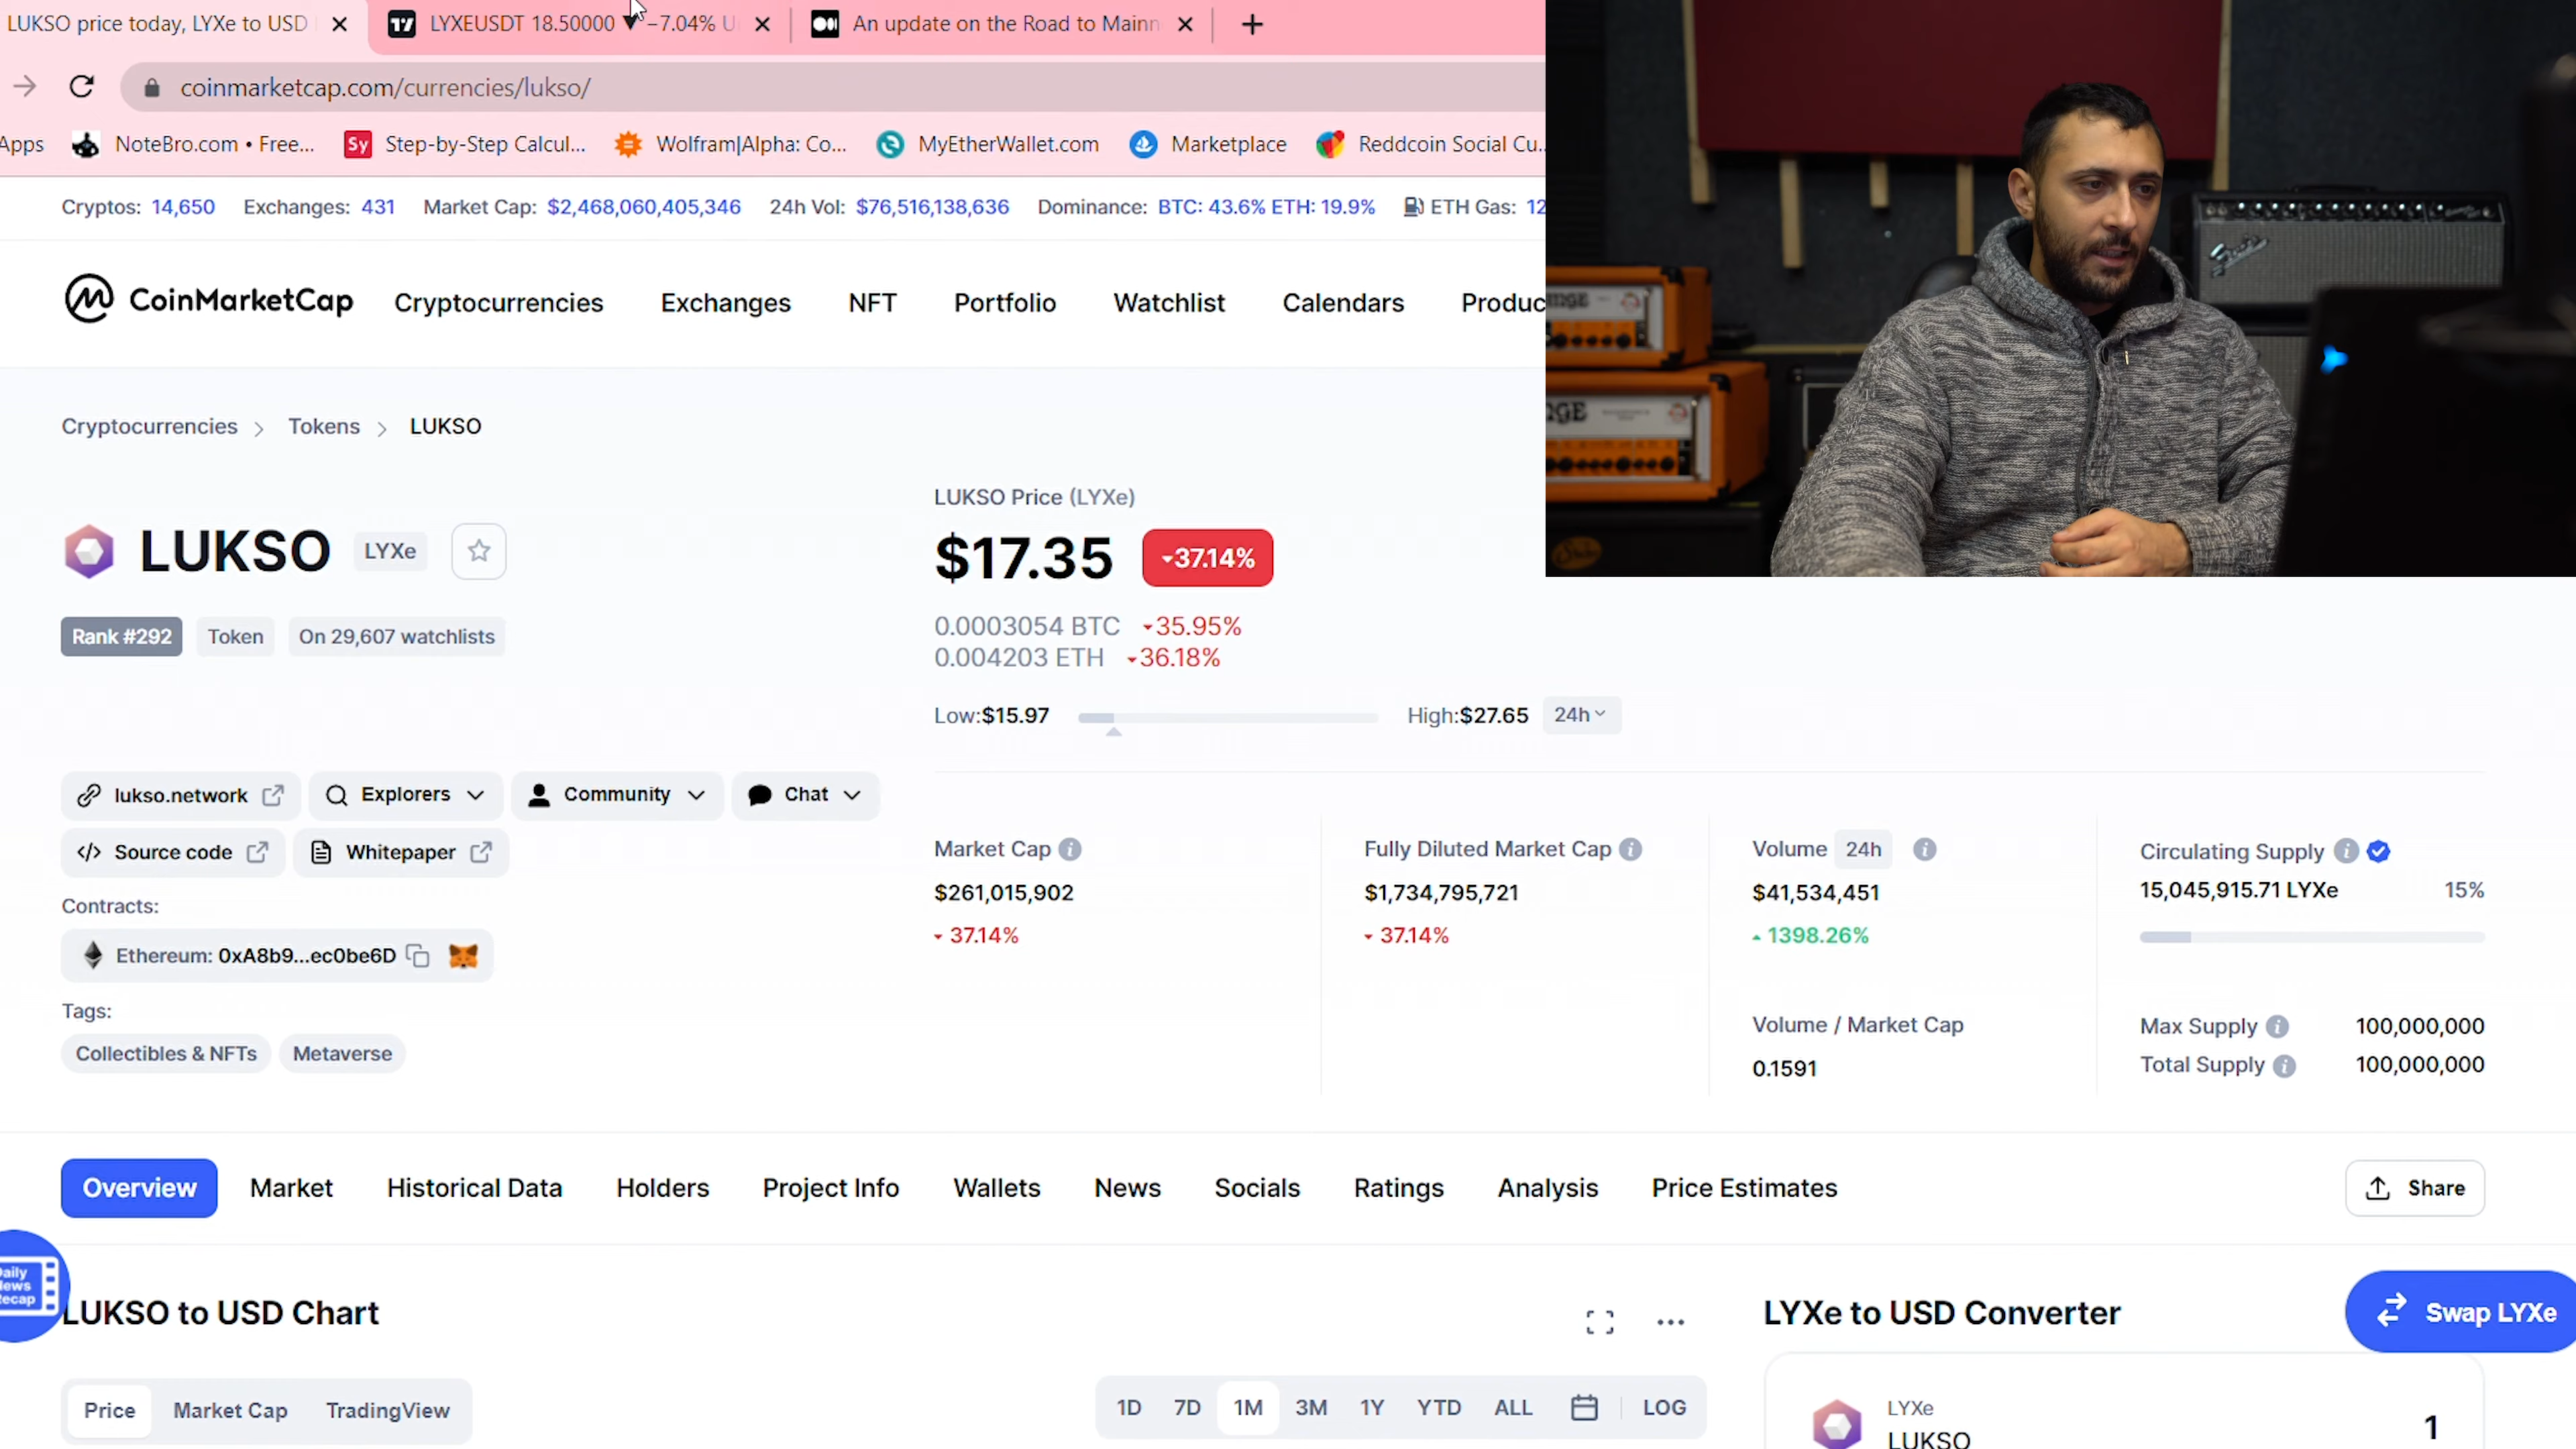 LUKSO price today, LYXe to USD
LYXEUSDT 18.50000 ▼ −7.04% U
An update on the Road to Mainn
coinmarketcap.com/currencies/lukso/
Apps
NoteBro.com • Free...
Sy
Step-by-Step Calcul...
Wolfram|Alpha: Co...
MyEtherWallet.com
Marketplace
Reddcoin Social Cu...
Cryptos: 14,650 Exchanges: 431 Market Cap: $2,468,060,405,346 24h Vol: $76,516,138,636 Dominance: BTC: 43.6% ETH: 19.9% ETH Gas: 12
CoinMarketCap
Cryptocurrencies Exchanges NFT Portfolio Watchlist Calendars Produc
Cryptocurrencies > Tokens > LUKSO
LUKSO LYXe
Rank #292 Token On 29,607 watchlists
LUKSO Price (LYXe)
$17.35 37.14%
0.0003054 BTC 35.95%
0.004203 ETH 36.18%
Low:$15.97 High:$27.65 24h
lukso.network Explorers Community Chat
Source code Whitepaper
Contracts:
Ethereum: 0xA8b9...ec0be6D
Tags:
Collectibles & NFTs Metaverse
Market Cap
$261,015,902
37.14%
Fully Diluted Market Cap
$1,734,795,721
37.14%
Volume 24h
$41,534,451
1398.26%
Volume / Market Cap
0.1591
Circulating Supply
15,045,915.71 LYXe 15%
Max Supply 100,000,000
Total Supply 100,000,000
Overview Market Historical Data Holders Project Info Wallets News Socials Ratings Analysis Price Estimates Share
LUKSO to USD Chart
Price Market Cap TradingView
1D 7D 1M 3M 1Y YTD ALL LOG
LYXe to USD Converter
Swap LYXe
LYXe
LUKSO
1